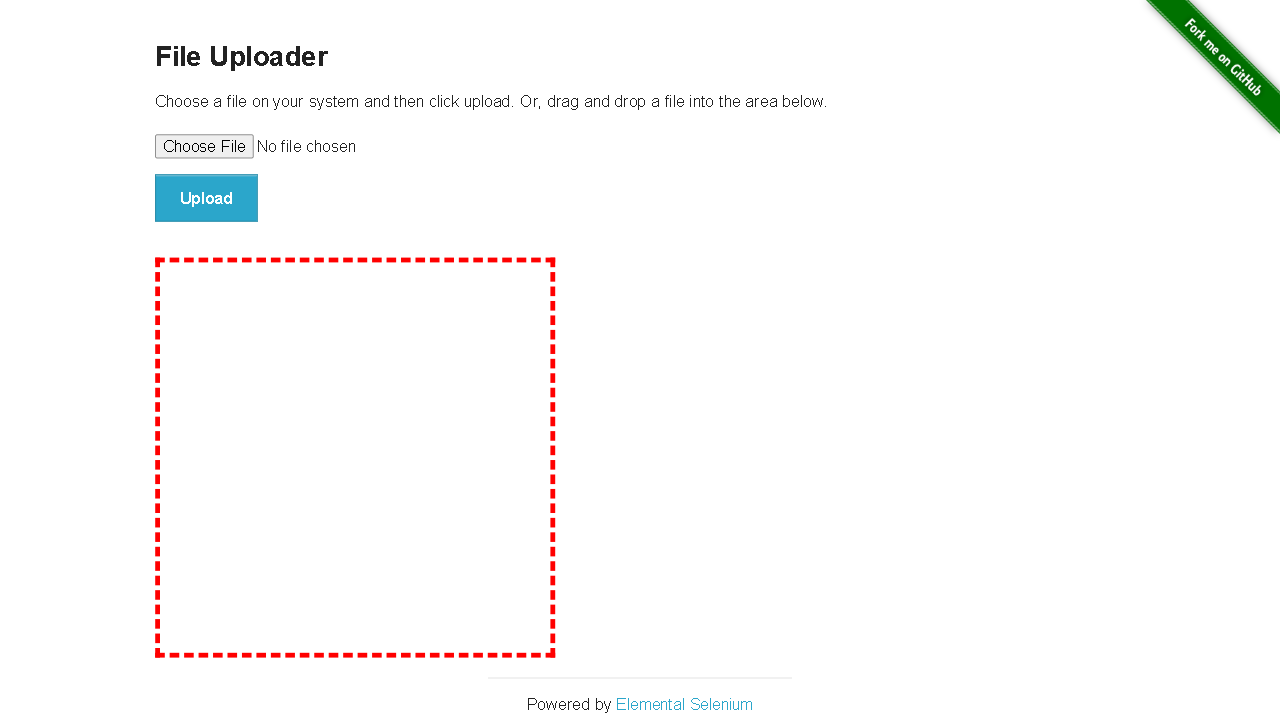 Fork me on GitHub
File Uploader
Choose a file on your system and then click upload. Or, drag and drop a file into the area below.
Choose File No file chosen
Upload
Powered by Elemental Selenium